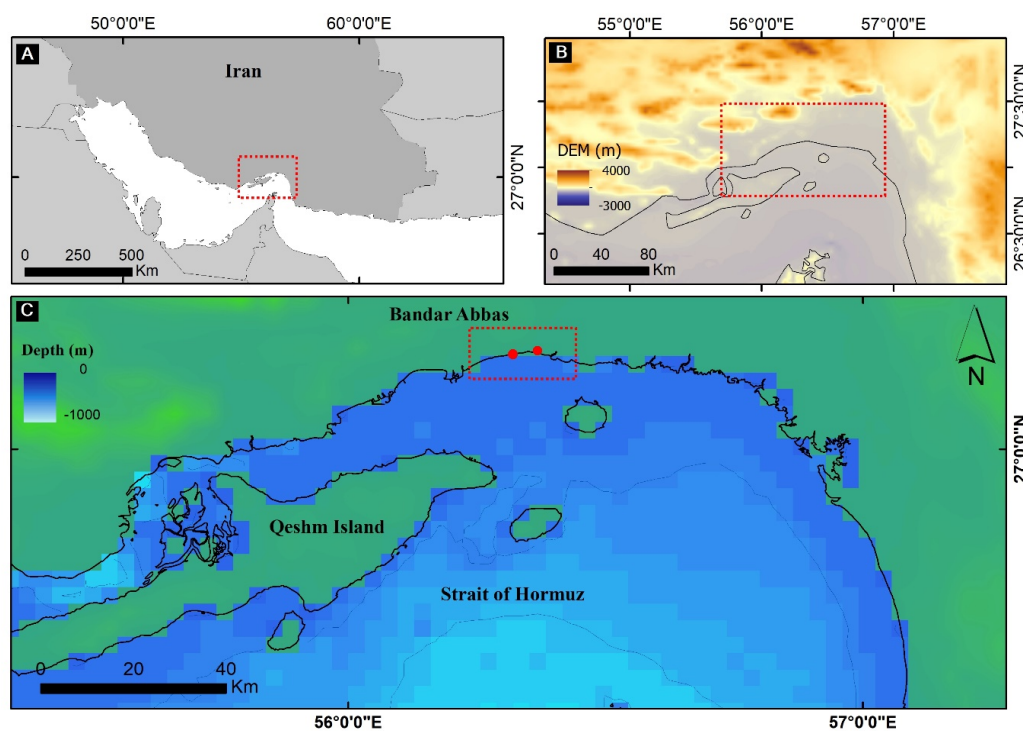 50°0'0"E 60°0'0"E
A
Iran
27°0'0"N
0 250 500
Km
55°0'0"E 56°0'0"E 57°0'0"E
B
DEM (m)
4000
-3000
0 40 80
Km
27°30'0"N
26°30'0"N
C
Bandar Abbas
Depth (m)
0
-1000
N
27°0'0"N
Qeshm Island
Strait of Hormuz
0 20 40
Km
56°0'0"E 57°0'0"E